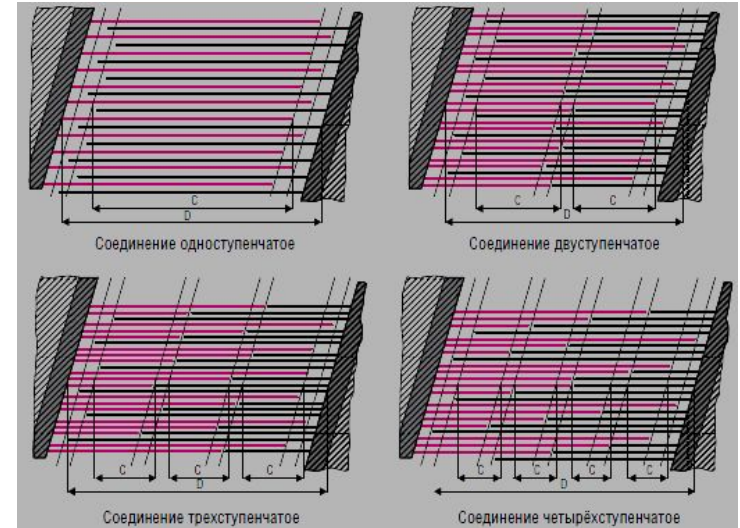 C
D
Соединение одноступенчатое
C C
D
Соединение двуступенчатое
C C C
D
Соединение трехступенчатое
C C C C
D
Соединение четырёхступенчатое